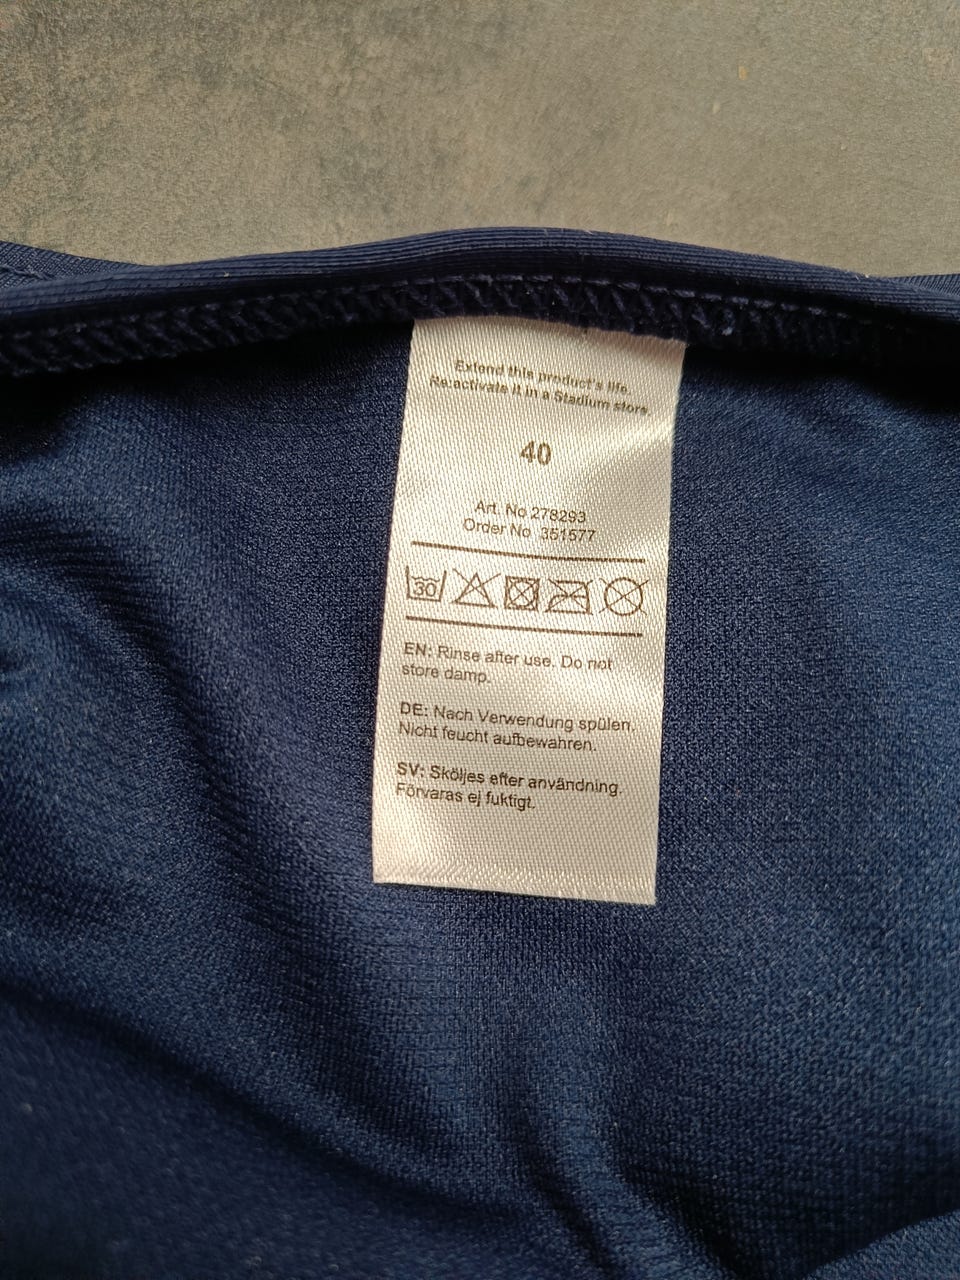 Extend this product's life.
Re:activate it in a Stadium store.
40
Art. No 278293
Order No 351577
30
EN: Rinse after use. Do not
store damp.
DE: Nach Verwendung spülen.
Nicht feucht aufbewahren.
SV: Sköljes efter användning.
Förvaras ej fuktigt.